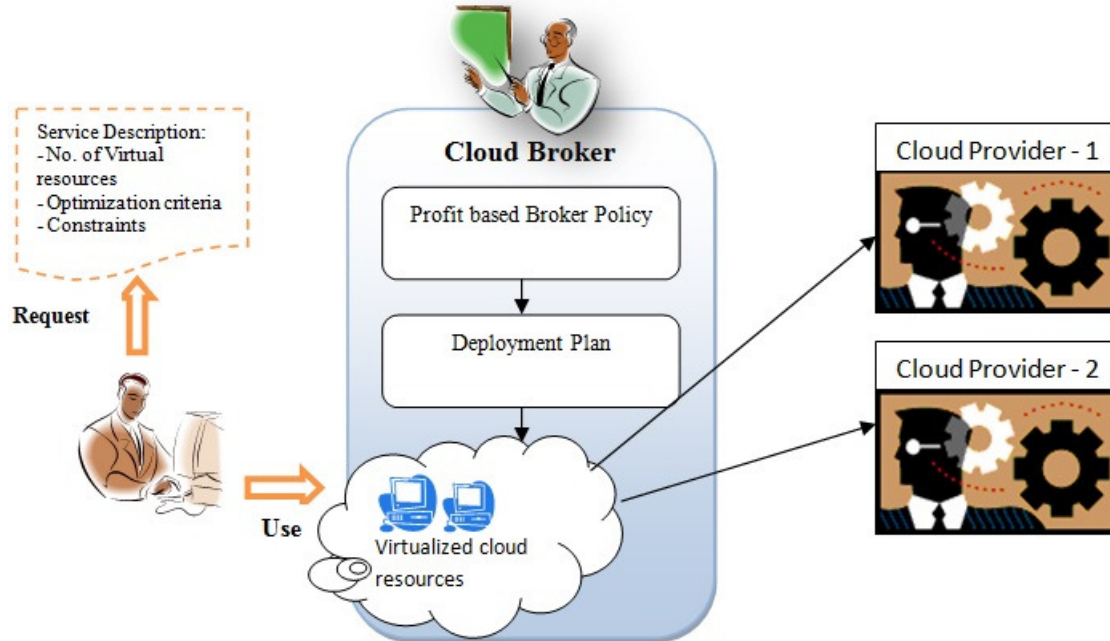 Service Description:
-No. of Virtual
resources
-Optimization criteria
-Constraints
Request
Use
Cloud Broker
Profit based Broker Policy
Deployment Plan
Virtualized cloud
resources
Cloud Provider - 1
Cloud Provider - 2